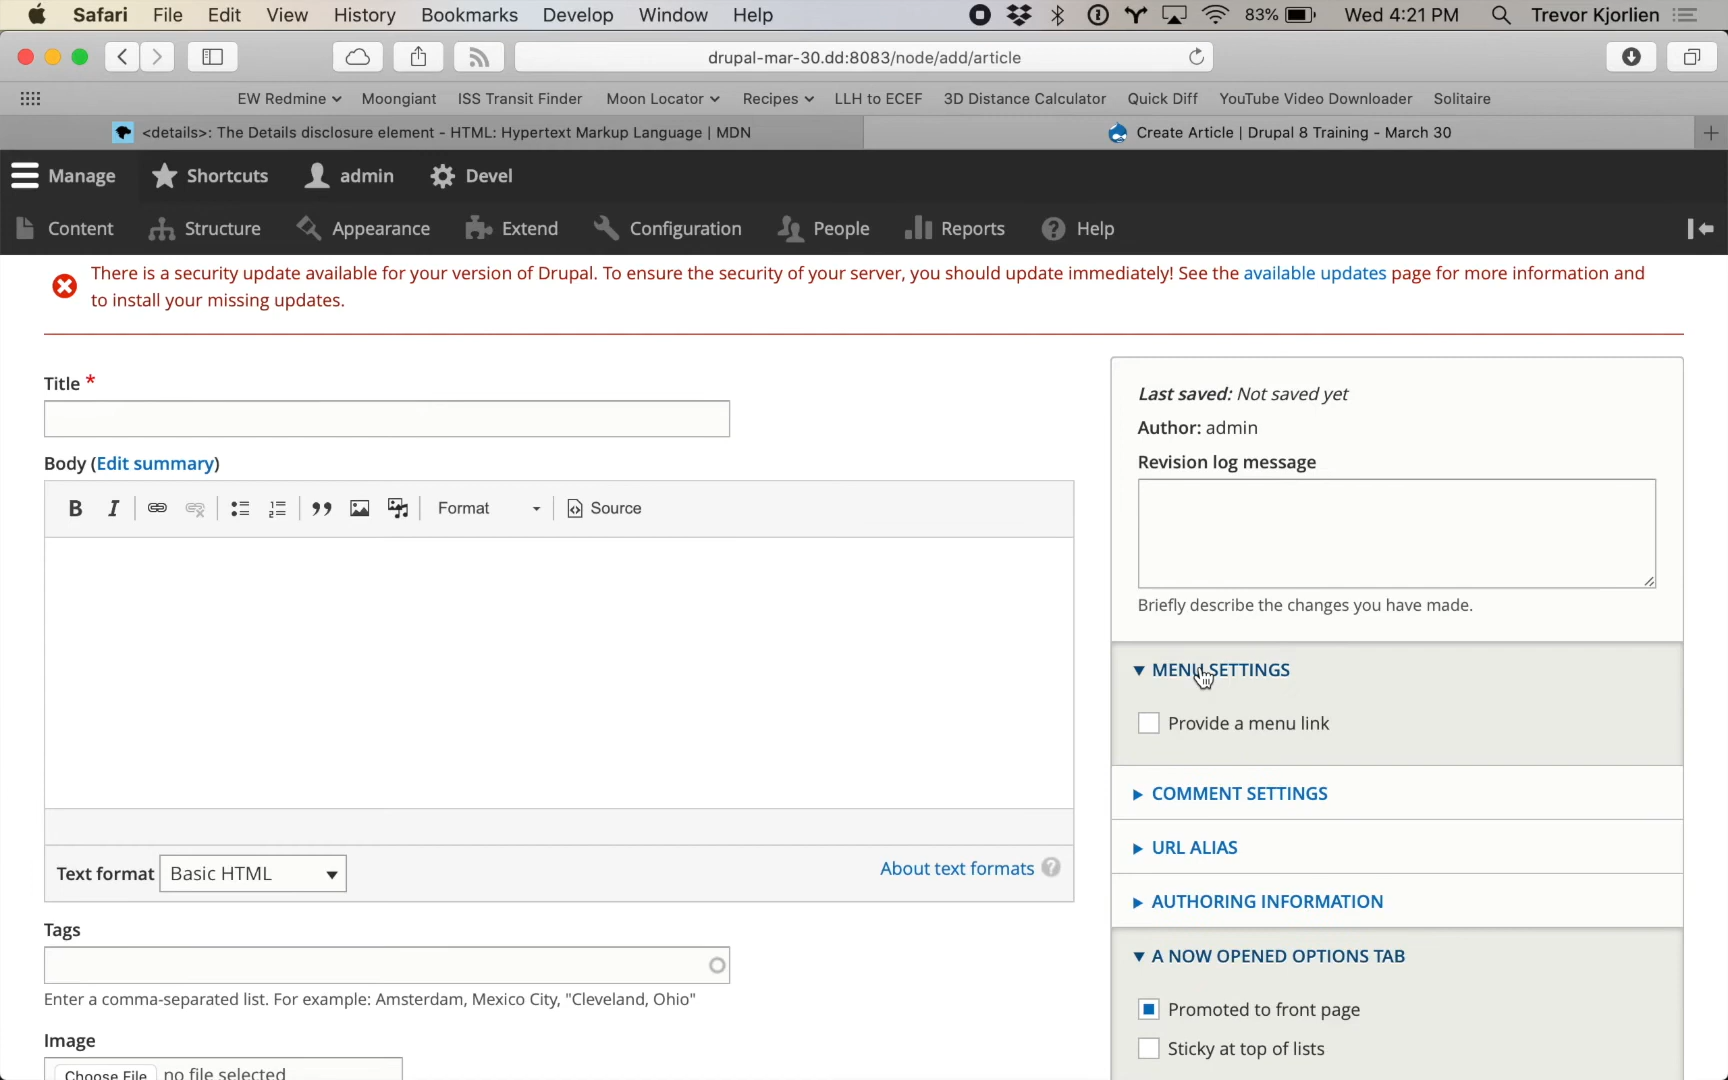 Safari File Edit View History Bookmarks Develop Window Help 83% Wed 4:21 PM Trevor Kjorlien
drupal-mar-30.dd:8083/node/add/article
EW Redmine Moongiant ISS Transit Finder Moon Locator Recipes LLH to ECEF 3D Distance Calculator Quick Diff YouTube Video Downloader Solitaire
<details>: The Details disclosure element - HTML: Hypertext Markup Language | MDN
Create Article | Drupal 8 Training - March 30
Manage Shortcuts admin Devel
Content Structure Appearance Extend Configuration People Reports Help
There is a security update available for your version of Drupal. To ensure the security of your server, you should update immediately! See the available updates page for more information and
to install your missing updates.
Title *
Body (Edit summary)
B I Format Source
Text format Basic HTML About text formats ?
Tags
Enter a comma-separated list. For example: Amsterdam, Mexico City, "Cleveland, Ohio"
Image
Choose File no file selected
Last saved: Not saved yet
Author: admin
Revision log message
Briefly describe the changes you have made.
MENU SETTINGS
Provide a menu link
COMMENT SETTINGS
URL ALIAS
AUTHORING INFORMATION
A NOW OPENED OPTIONS TAB
Promoted to front page
Sticky at top of lists